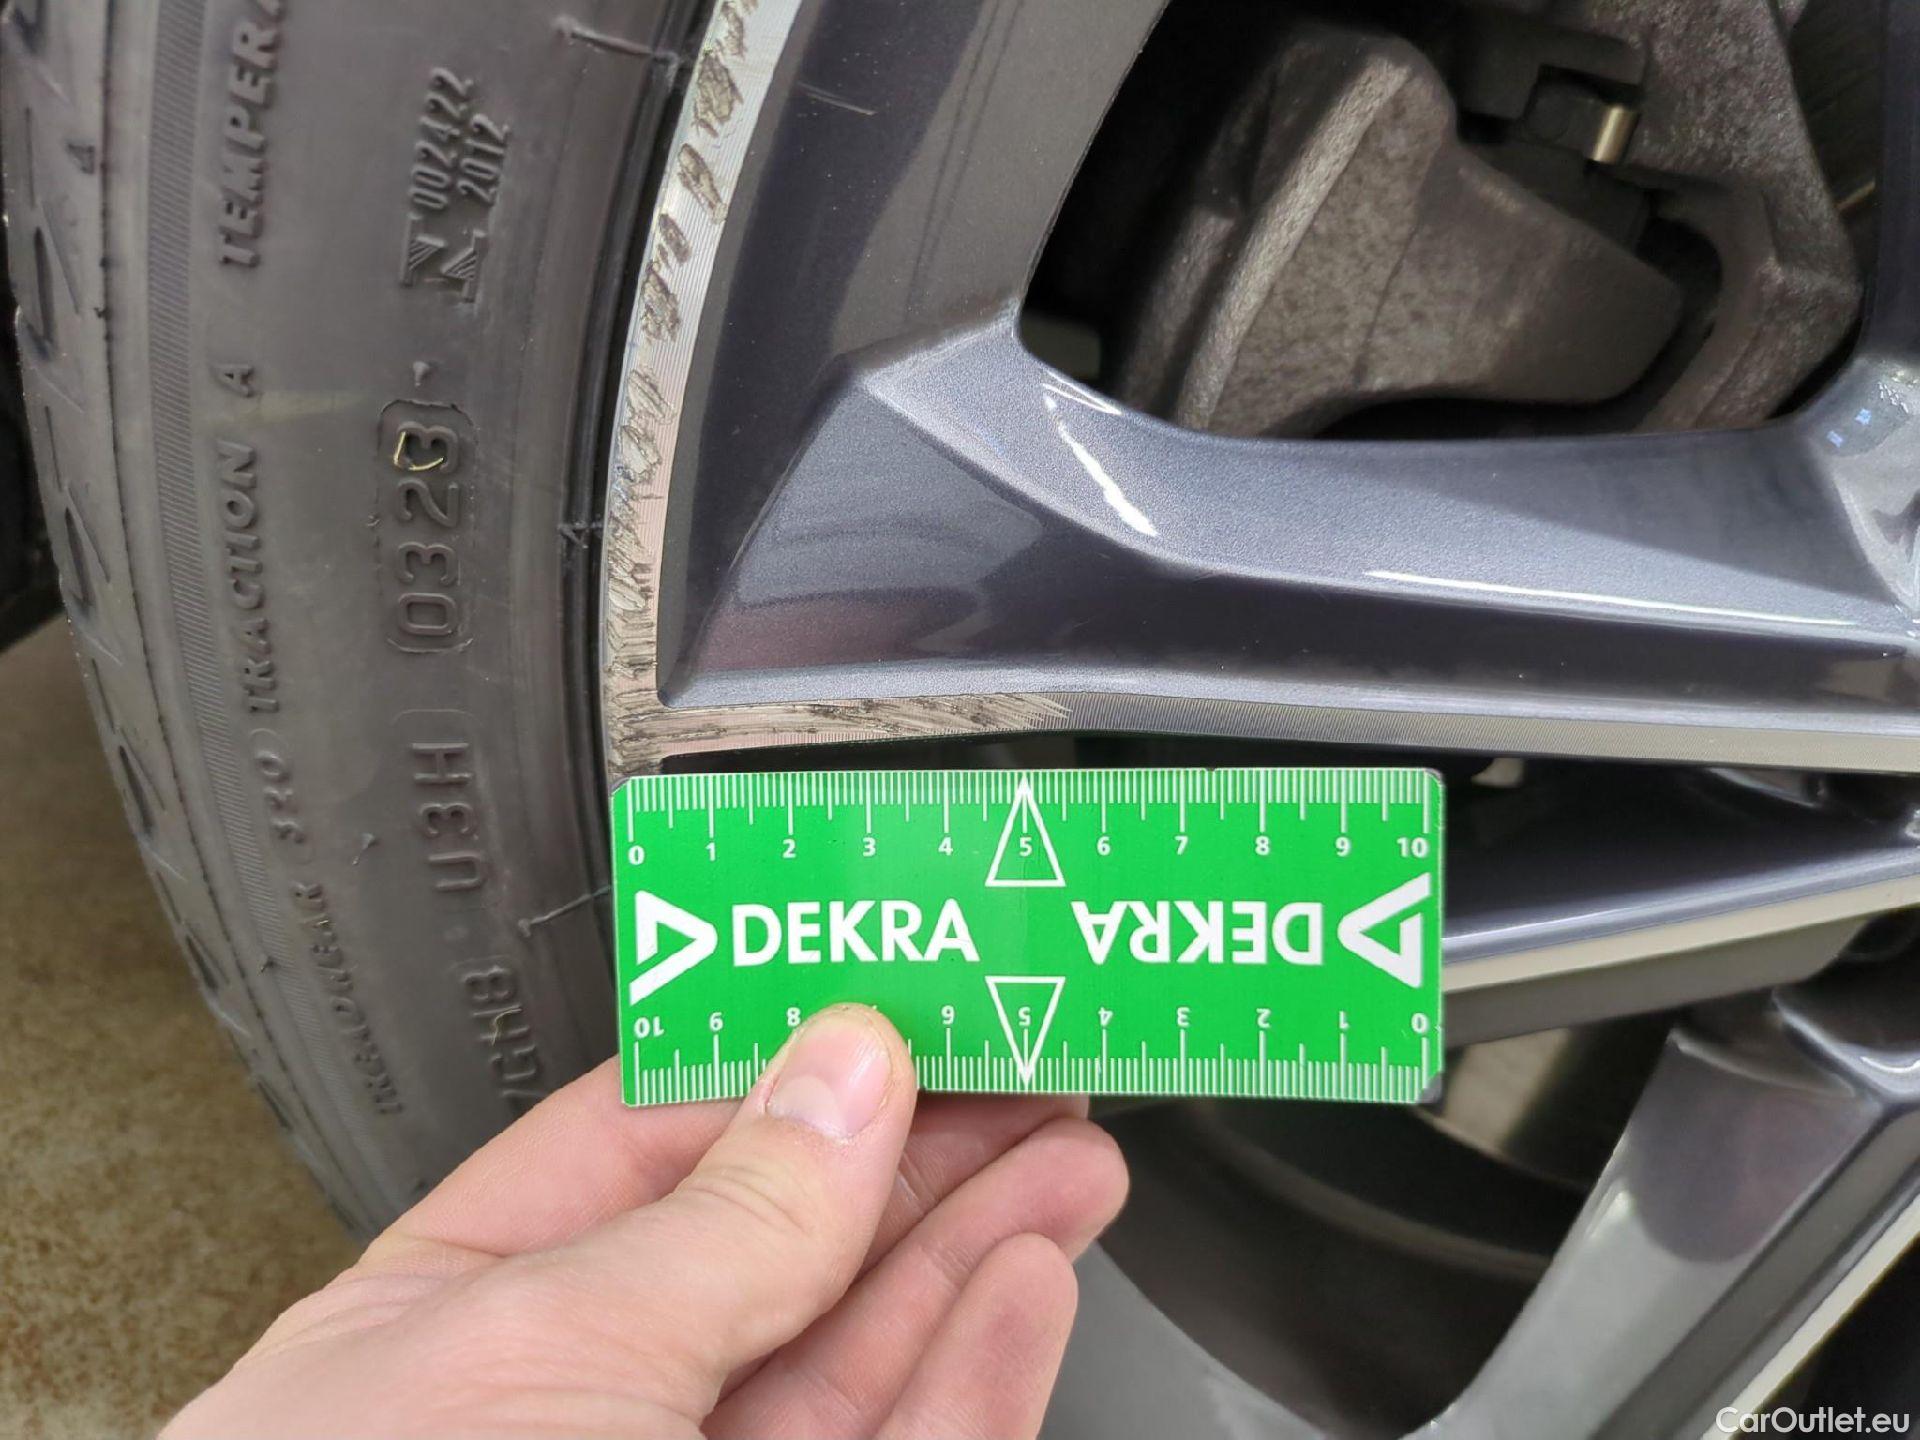 TEMPERA
002422
2012
TRACTION A
0323
U3H
TREADWEAR 320
0 1 2 3 4 5 6 7 8 9 10
DEKRA
DEKRA
10 9 8 7 6 5 4 3 2 1 0
CarOutlet.eu